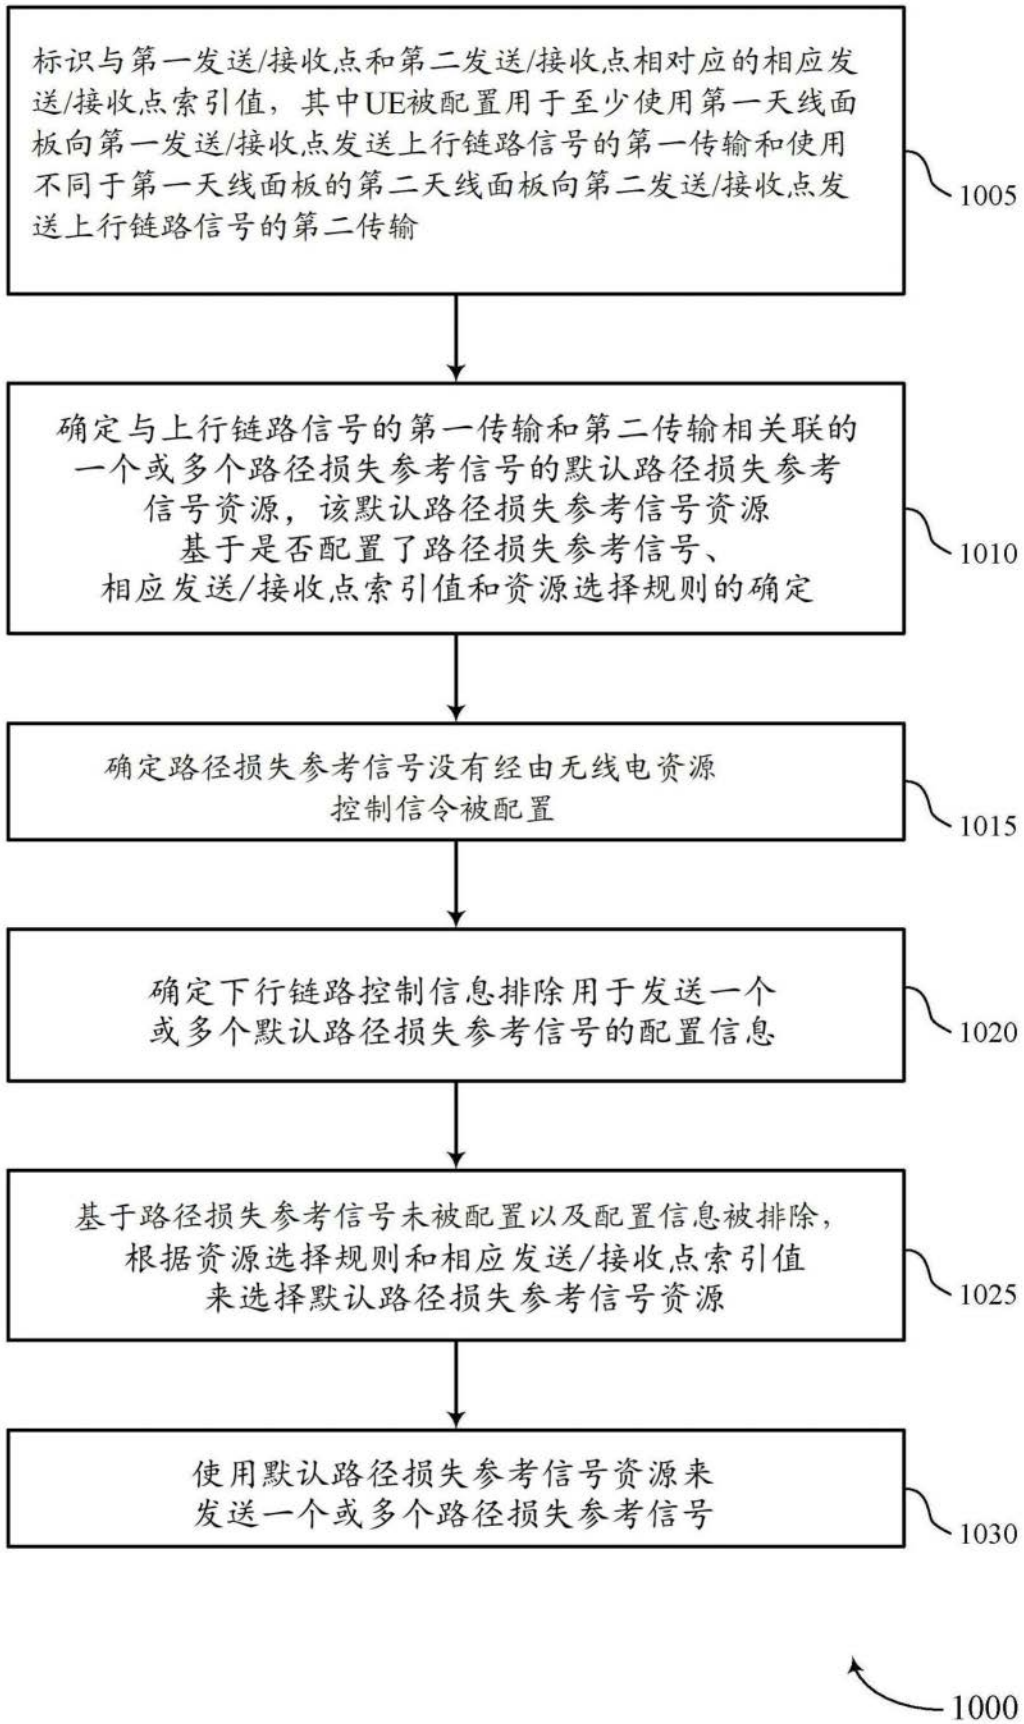 标识与第一发送/接收点和第二发送/接收点相对应的相应发
送/接收点索引值，其中UE被配置用于至少使用第一天线面
板向第一发送/接收点发送上行链路信号的第一传输和使用
不同于第一天线面板的第二天线面板向第二发送/接收点发
送上行链路信号的第二传输
1005
确定与上行链路信号的第一传输和第二传输相关联的
一个或多个路径损失参考信号的默认路径损失参考
信号资源，该默认路径损失参考信号资源
基于是否配置了路径损失参考信号、
相应发送/接收点索引值和资源选择规则的确定
1010
确定路径损失参考信号没有经由无线电资源
控制信令被配置
1015
确定下行链路控制信息排除用于发送一个
或多个默认路径损失参考信号的配置信息
1020
基于路径损失参考信号未被配置以及配置信息被排除，
根据资源选择规则和相应发送/接收点索引值
来选择默认路径损失参考信号资源
1025
使用默认路径损失参考信号资源来
发送一个或多个路径损失参考信号
1030
1000